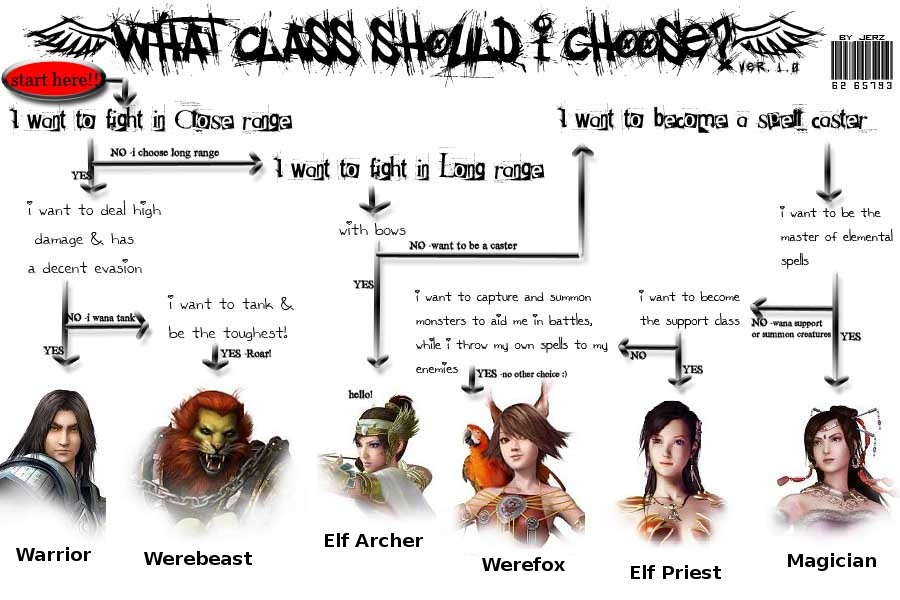 WHAT CLASS SHOULD i CHOOSE?
VER. 1.0
BY JERZ
62 65793
start here!!
I want to fight in Close range
NO -i choose long range
YES
I want to fight in Long range
I want to become a spell caster
i want to deal high
damage & has
a decent evasion
with bows
NO -want to be a caster
YES
i want to be the
master of elemental
spells
NO -i wana tank
YES
i want to tank &
be the toughest!
YES -Roar!
i want to capture and summon
monsters to aid me in battles,
while i throw my own spells to my
enemies
YES -no other choice :)
i want to become
the support class
NO
YES
NO -wana support
or summon creatures
YES
hello!
Warrior
Werebeast
Elf Archer
Werefox
Elf Priest
Magician